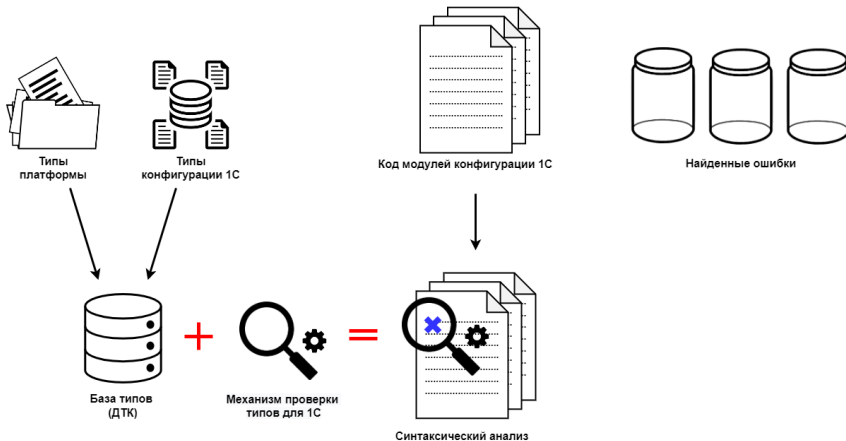 Типы
платформы
Типы
конфигурации 1С
Код модулей конфигурации 1С
Найденные ошибки
База типов
(ДТК)
Механизм проверки
типов для 1С
Синтаксический анализ